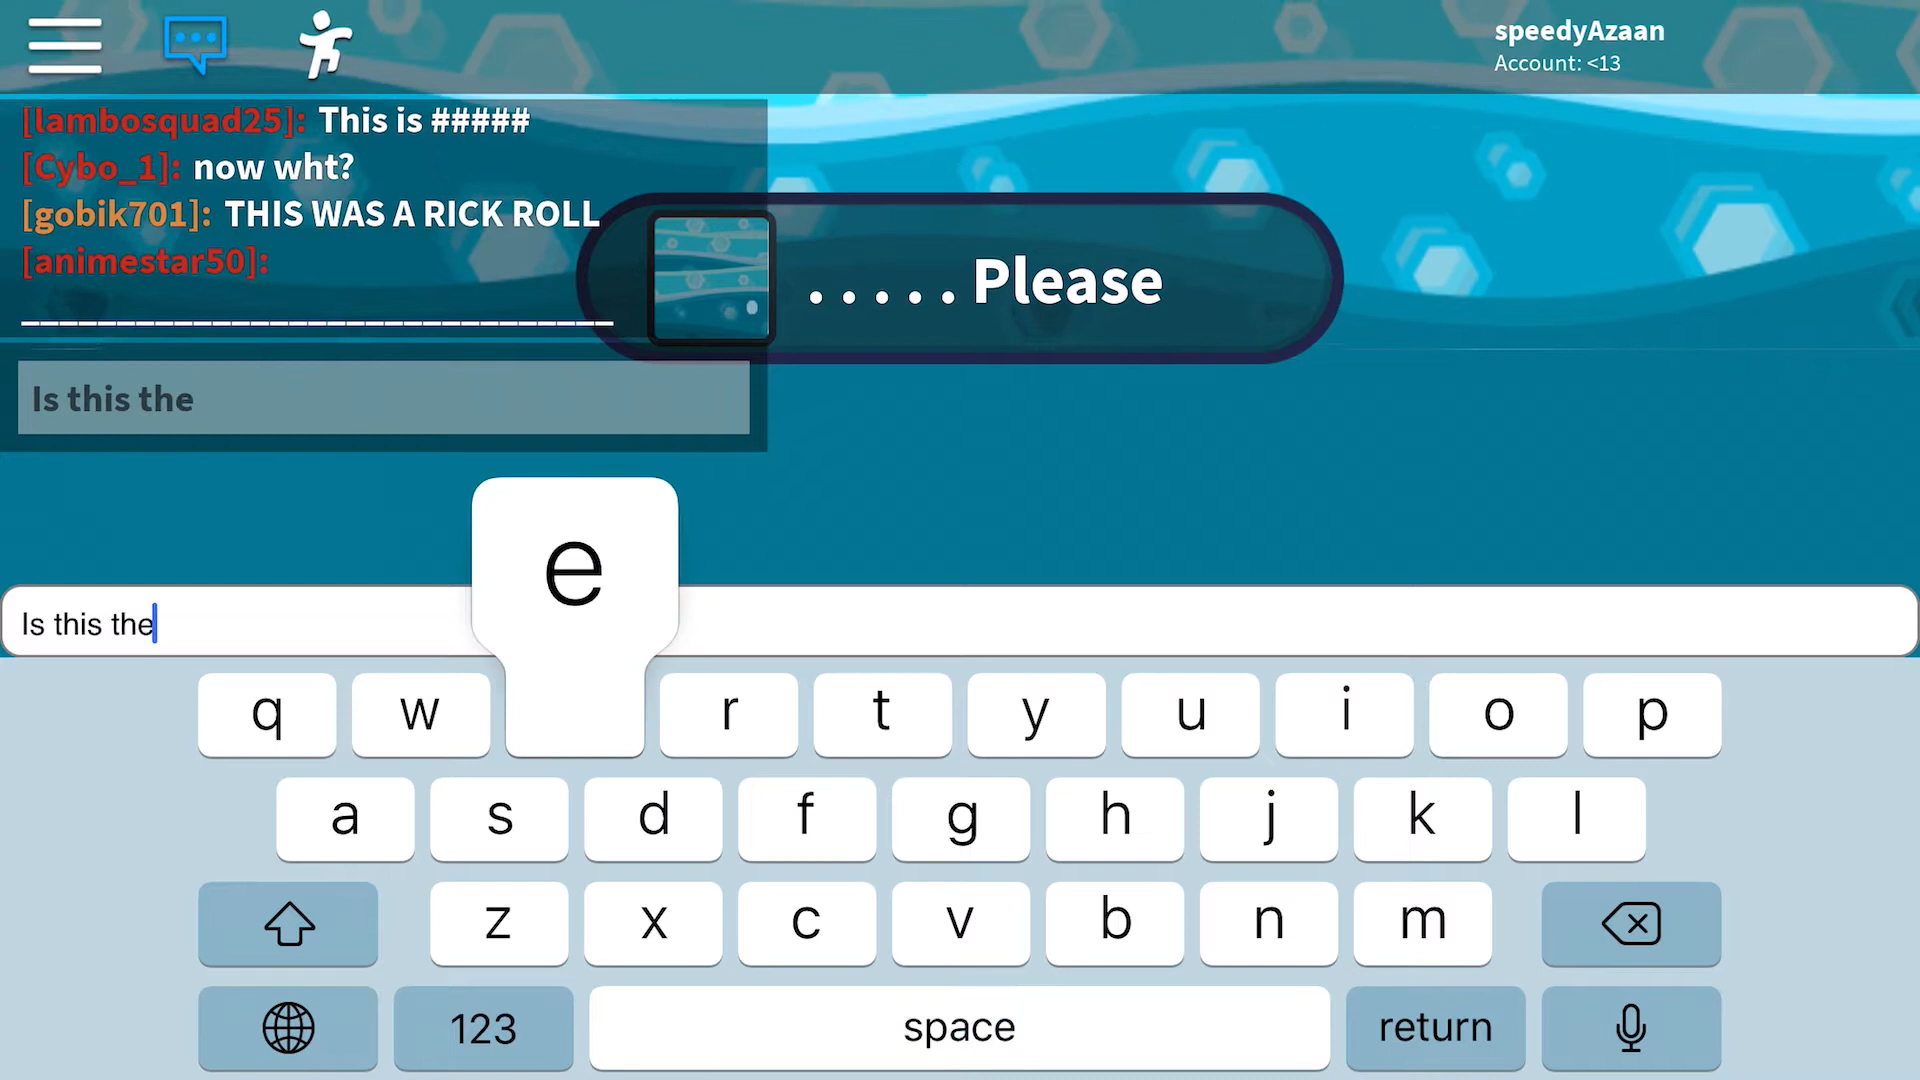 speedyAzaan
Account: <13
[lambosquad25]: This is #####
[Cybo_1]: now wht?
[gobik701]: THIS WAS A RICK ROLL
[animestar50]:
. . . . . Please
Is this the
e
Is this the
q w r t y u i o p
a s d f g h j k l
z x c v b n m
123 space return